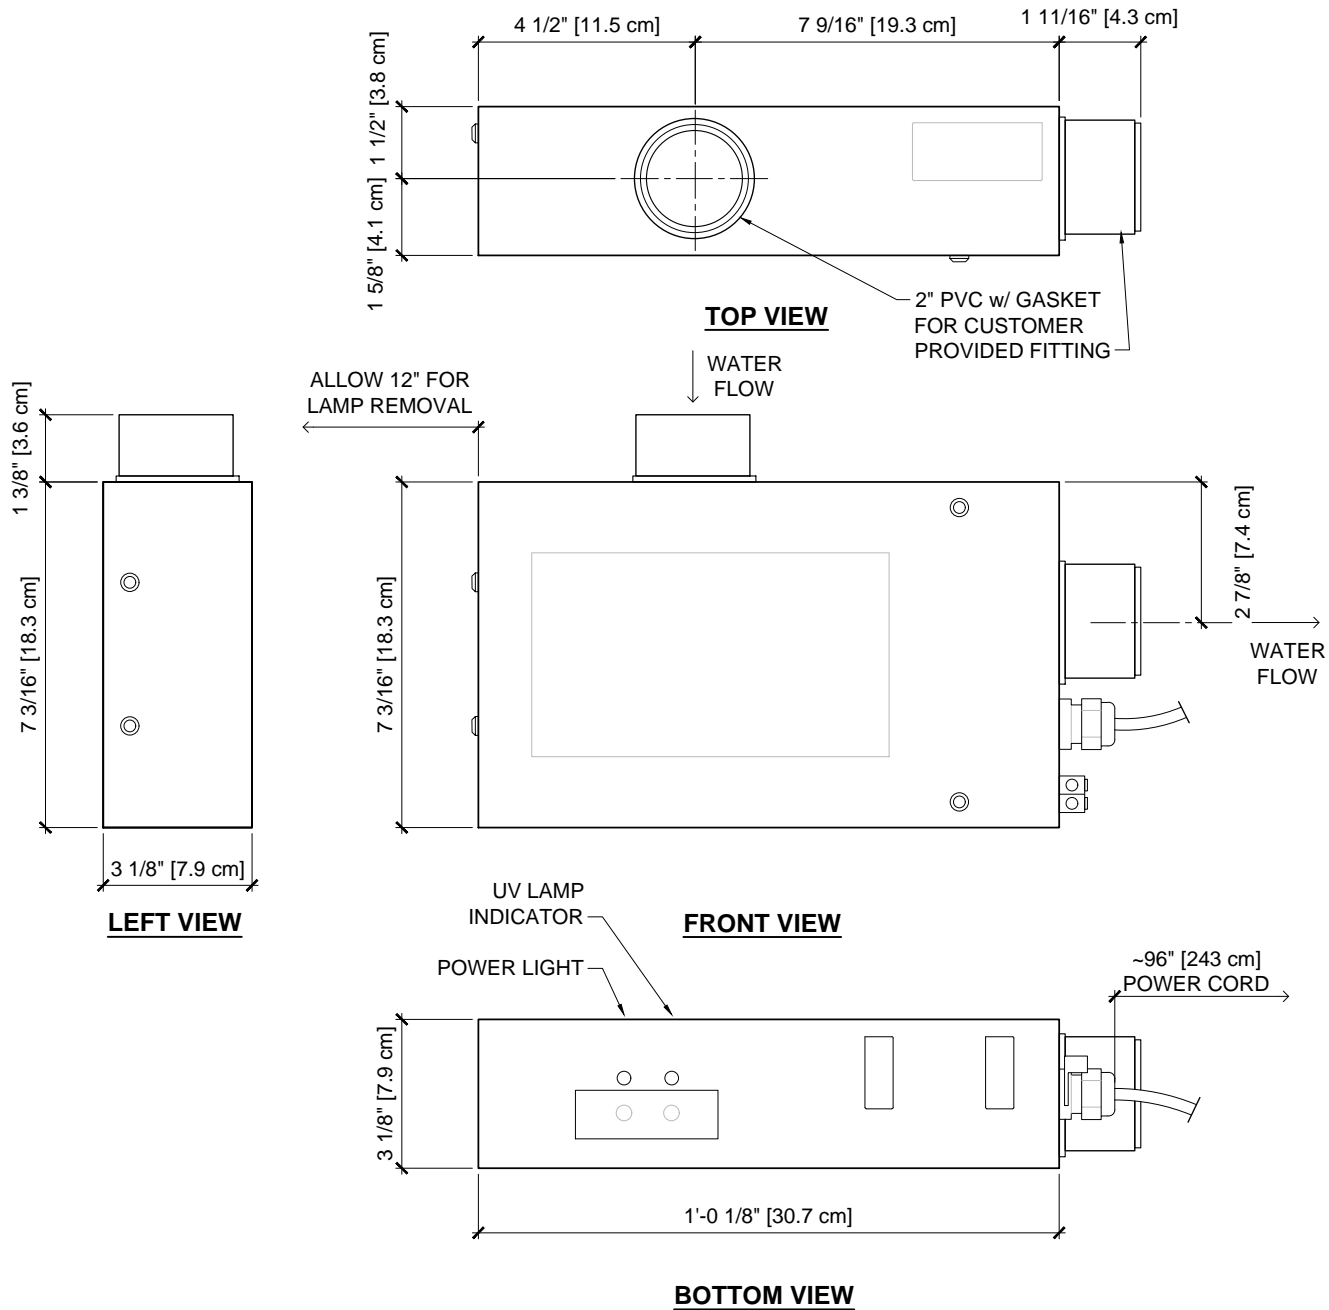 4 1/2" [11.5 cm]
7 9/16" [19.3 cm]
1 11/16" [4.3 cm]
1 1/2" [3.8 cm]
1 5/8" [4.1 cm]
2" PVC w/ GASKET
FOR CUSTOMER
PROVIDED FITTING
TOP VIEW
ALLOW 12" FOR
LAMP REMOVAL
WATER
FLOW
1 3/8" [3.6 cm]
7 3/16" [18.3 cm]
7 3/16" [18.3 cm]
2 7/8" [7.4 cm]
WATER
FLOW
3 1/8" [7.9 cm]
LEFT VIEW
UV LAMP
INDICATOR
FRONT VIEW
POWER LIGHT
~96" [243 cm]
POWER CORD
3 1/8" [7.9 cm]
1'-0 1/8" [30.7 cm]
BOTTOM VIEW